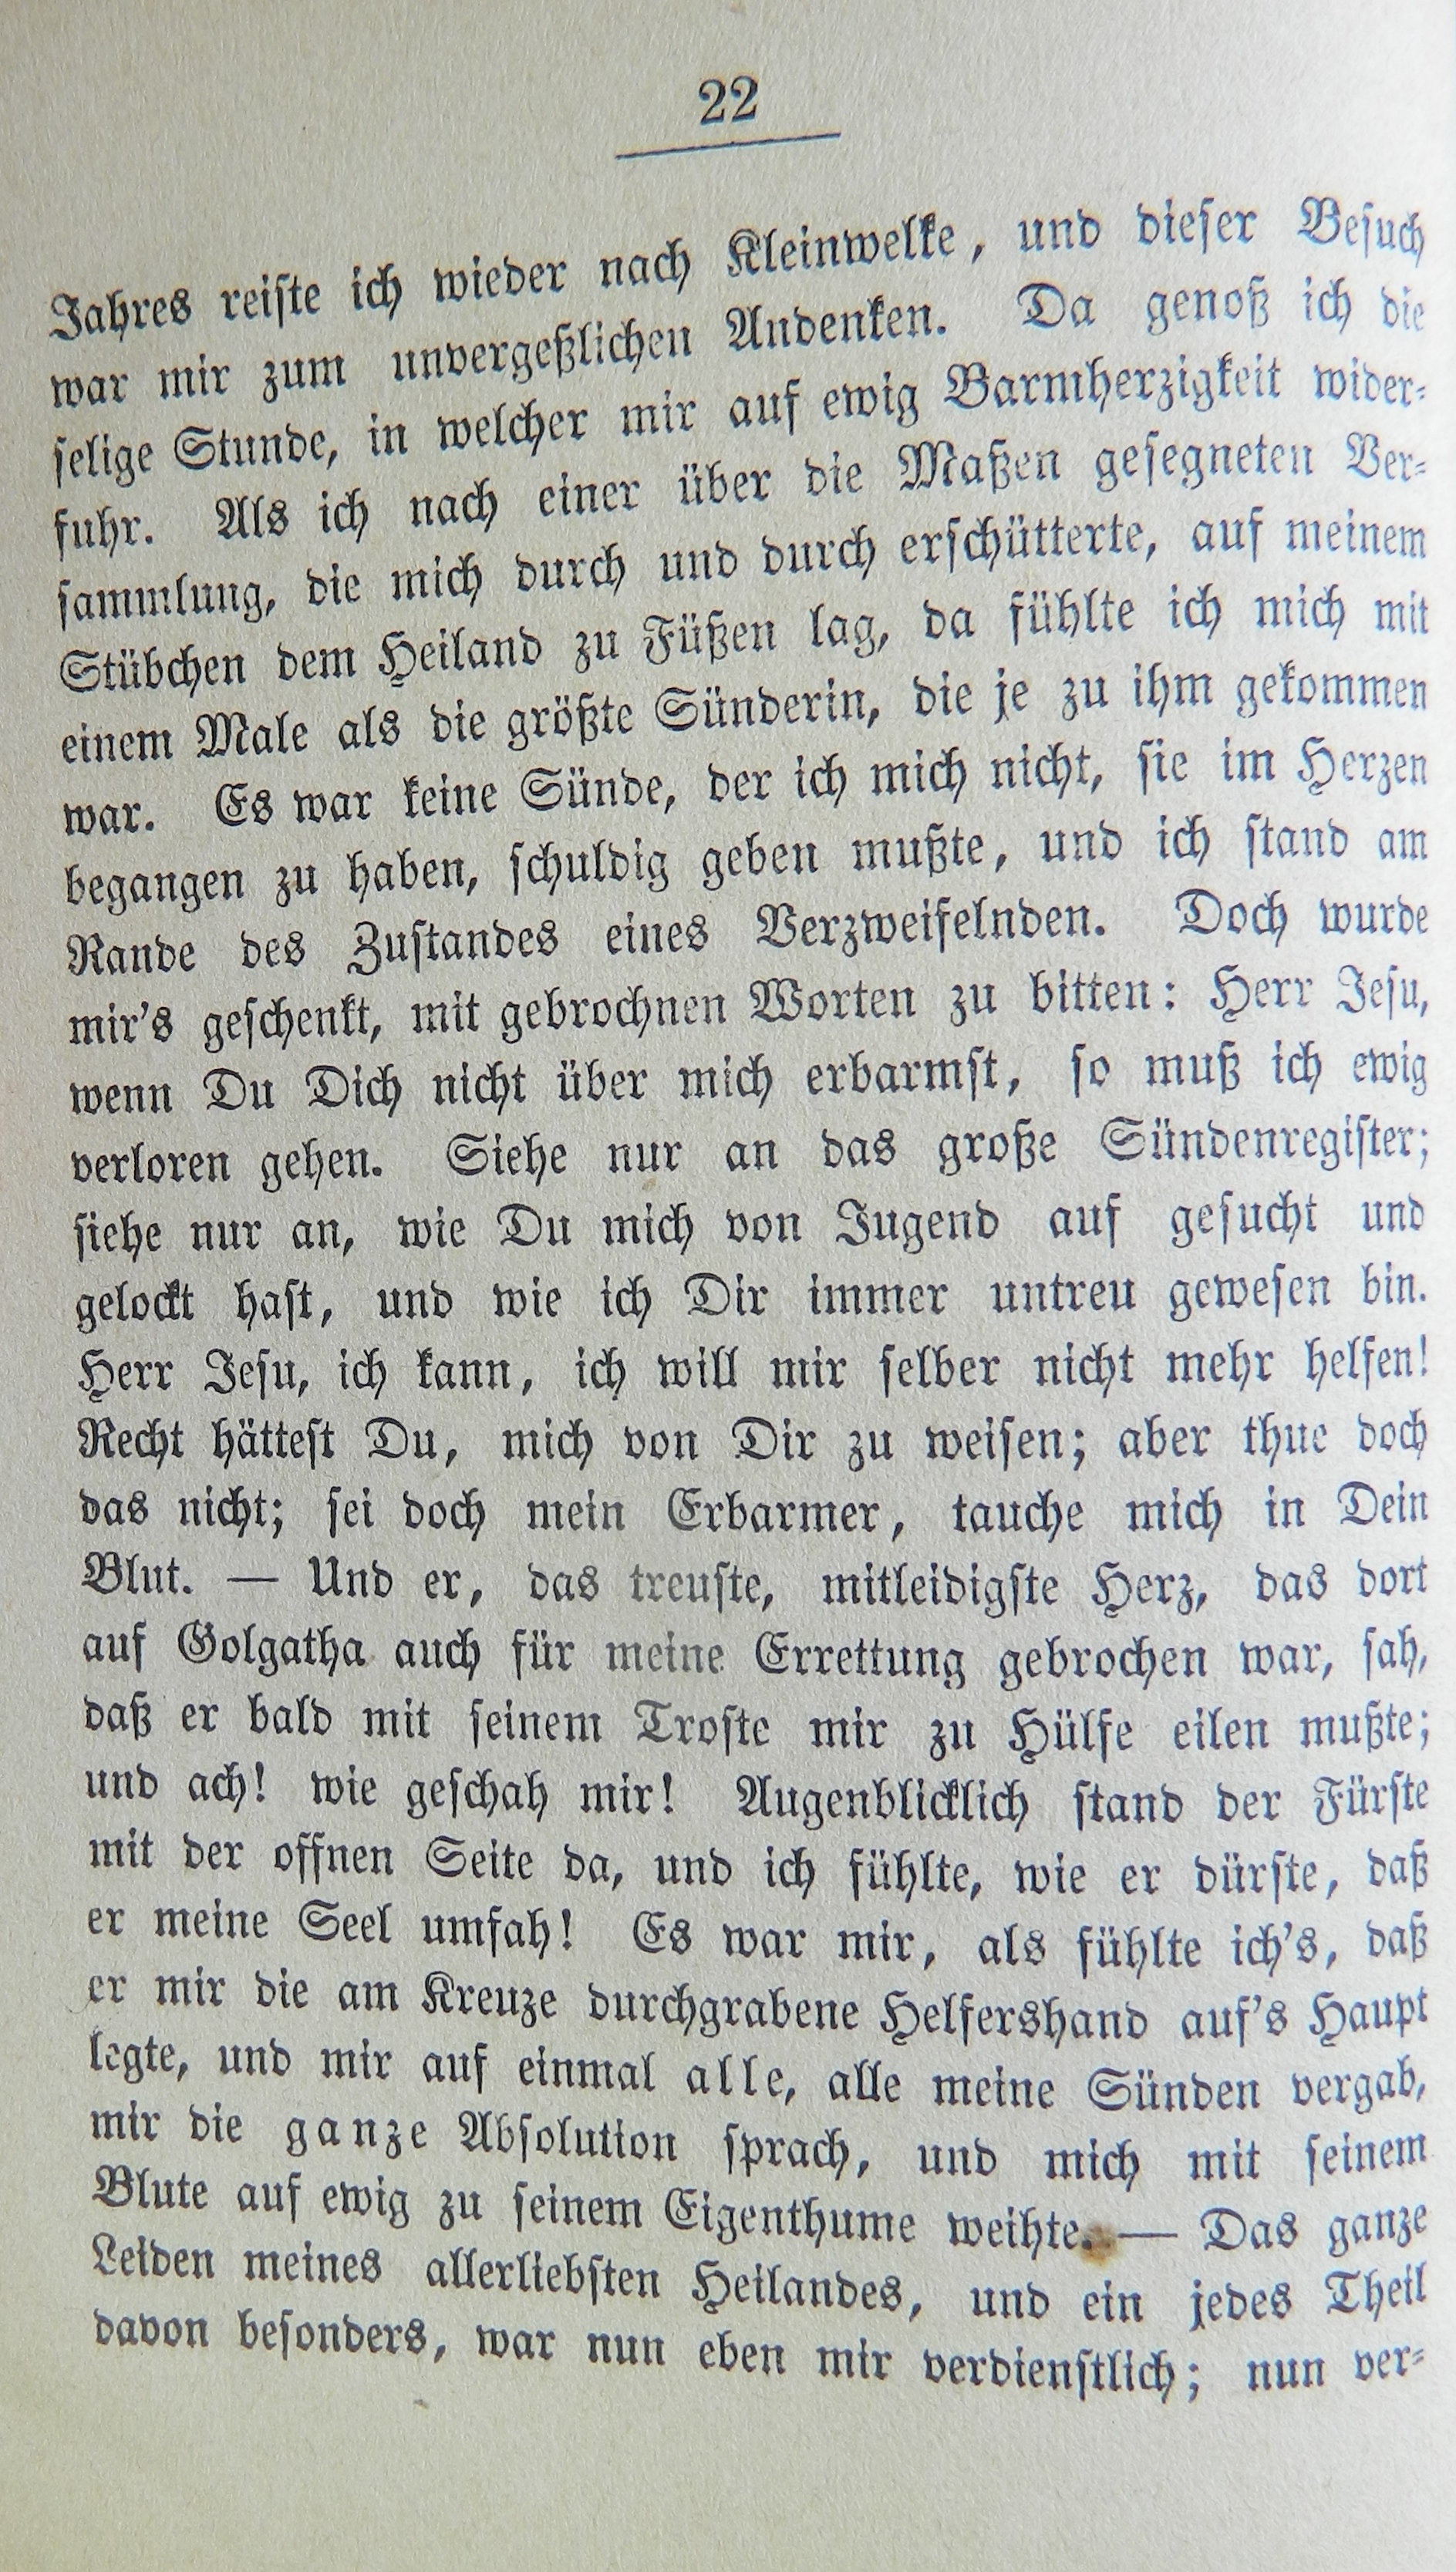 22
Jahres reiste ich wieder nach Kleinwelke, und dieser Besuch
war mir zum unvergeßlichen Andenken. Da genoß ich die
selige Stunde, in welcher mir auf ewig Barmherzigkeit wider-
fuhr. Als ich nach einer über die Maßen gesegneten Ver-
sammlung, die mich durch und durch erschütterte, auf meinem
Stübchen dem Heiland zu Füßen lag, da fühlte ich mich mit
einem Male als die größte Sünderin, die je zu ihm gekommen
war. Es war keine Sünde, der ich mich nicht, sie im Herzen
begangen zu haben, schuldig geben mußte, und ich stand am
Rande des Zustandes eines Verzweifelnden. Doch wurde
mir's geschenkt, mit gebrochnen Worten zu bitten: Herr Jesu,
wenn Du Dich nicht über mich erbarmst, so muß ich ewig
verloren gehen. Siehe nur an das große Sündenregister;
siehe nur an, wie Du mich von Jugend auf gesucht und
gelockt hast, und wie ich Dir immer untreu gewesen bin.
Herr Jesu, ich kann, ich will mir selber nicht mehr helfen!
Recht hättest Du, mich von Dir zu weisen; aber thue doch
das nicht; sei doch mein Erbarmer, tauche mich in Dein
Blut. — Und er, das treuste, mitleidigste Herz, das dort
auf Golgatha auch für meine Errettung gebrochen war, sah,
daß er bald mit seinem Troste mir zu Hülfe eilen mußte;
und ach! wie geschah mir! Augenblicklich stand der Fürste
mit der offnen Seite da, und ich fühlte, wie er dürste, daß
er meine Seel umfah! Es war mir, als fühlte ich's, daß
er mir die am Kreuze durchgrabene Helfershand auf's Haupt
legte, und mir auf einmal alle, alle meine Sünden vergab,
mir die ganze Absolution sprach, und mich mit seinem
Blute auf ewig zu seinem Eigenthume weihte. — Das ganze
Leiden meines allerliebsten Heilandes, und ein jedes Theil
davon besonders, war nun eben mir verdienstlich; nun ver-